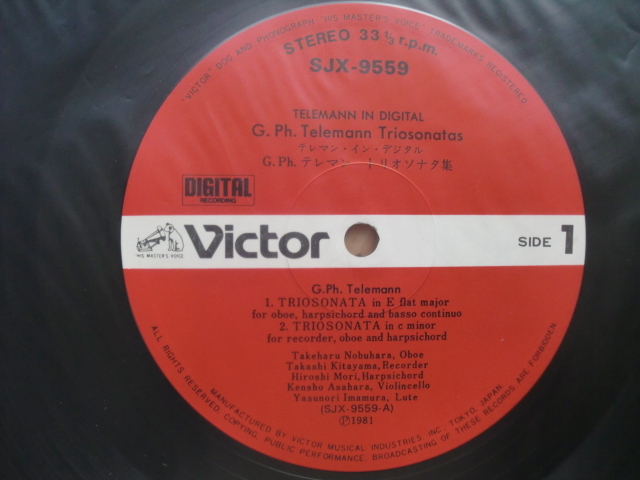 "VICTOR" DOG AND PHONOGRAPH "HIS MASTER'S VOICE" TRADEMARKS REGISTERED
STEREO 33 ⅓ r.p.m.
SJX-9559
TELEMANN IN DIGITAL
G. Ph. Telemann Triosonatas
テレマン・イン・デジタル
G. Ph. テレマン トリオソナタ集
DIGITAL
RECORDING
HIS MASTER'S VOICE
Victor
SIDE 1
G.Ph. Telemann
1. TRIOSONATA in E flat major
for oboe, harpsichord and basso continuo
2. TRIOSONATA in c minor
for recorder, oboe and harpsichord
Takeharu Nobuhara, Oboe
Takashi Kitayama, Recorder
Hiroshi Mori, Harpsichord
Kensho Asahara, Violincello
Yasunori Imamura, Lute
(SJX-9559-A)
Ⓟ1981
MANUFACTURED BY VICTOR MUSICAL INDUSTRIES, INC., TOKYO, JAPAN.
ALL RIGHTS RESERVED. COPYING, PUBLIC PERFORMANCE, BROADCASTING OF THESE RECORDS ARE FORBIDDEN